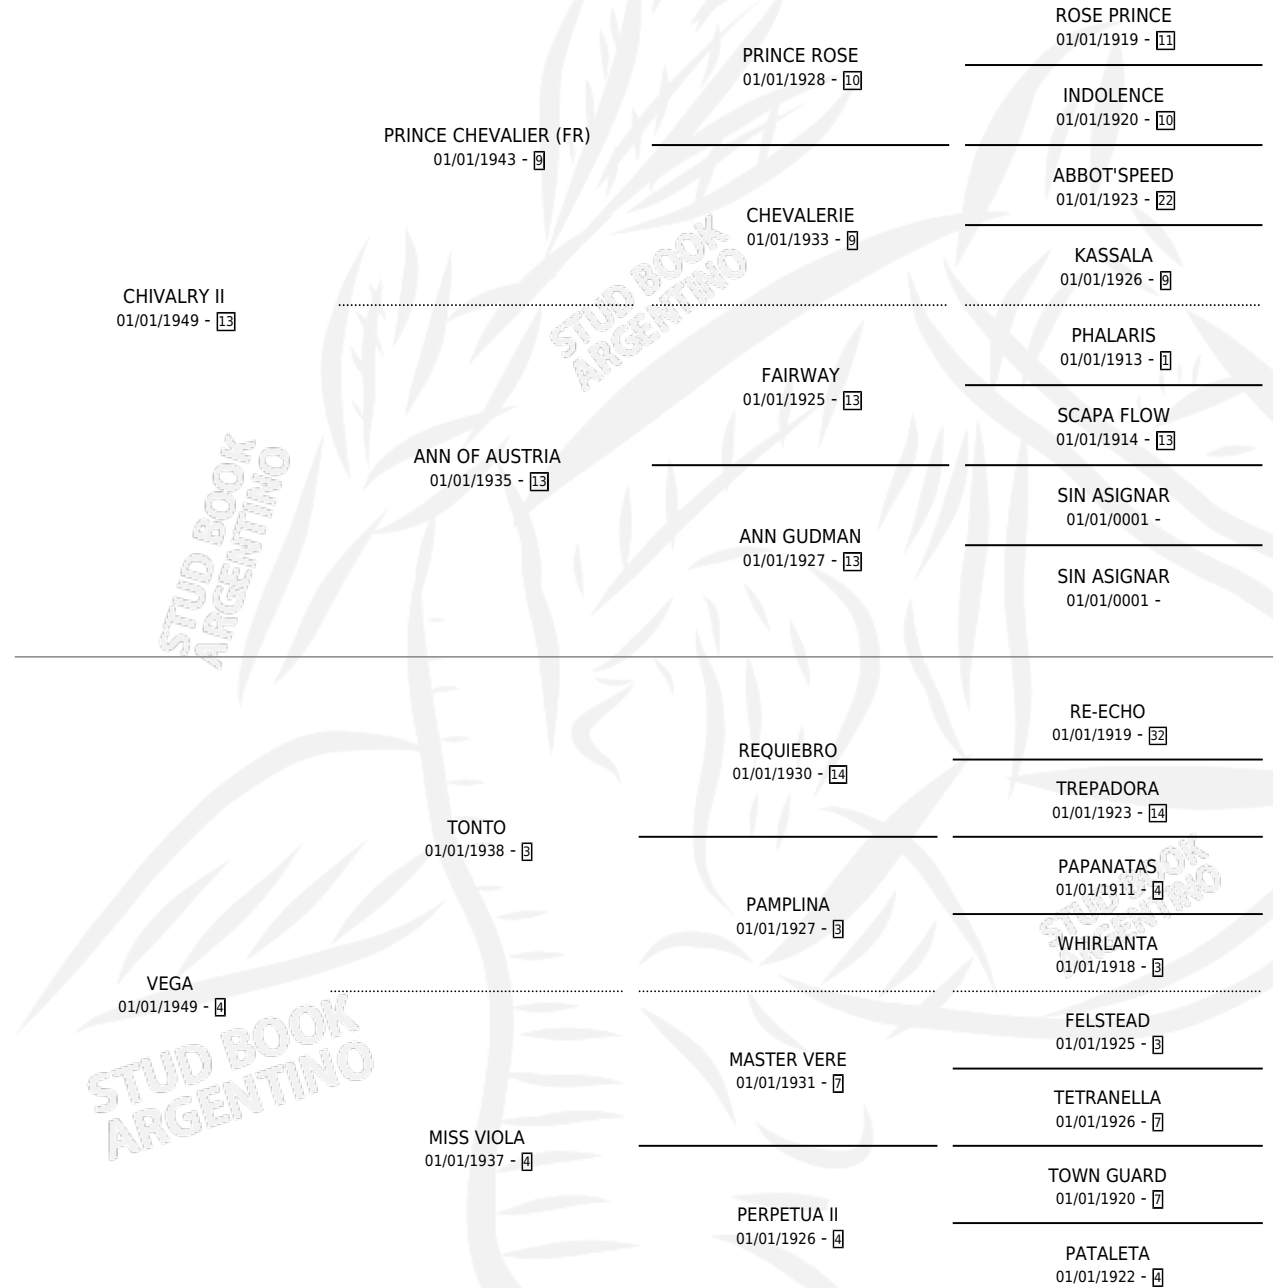 ROSE PRINCE
01/01/1919 - 11
PRINCE ROSE
01/01/1928 - 10
INDOLENCE
01/01/1920 - 10
PRINCE CHEVALIER (FR)
01/01/1943 - 9
ABBOT'SPEED
01/01/1923 - 22
CHEVALERIE
01/01/1933 - 9
KASSALA
01/01/1926 - 9
CHIVALRY II
01/01/1949 - 13
PHALARIS
01/01/1913 - 1
FAIRWAY
01/01/1925 - 13
SCAPA FLOW
01/01/1914 - 13
ANN OF AUSTRIA
01/01/1935 - 13
SIN ASIGNAR
01/01/0001 -
ANN GUDMAN
01/01/1927 - 13
SIN ASIGNAR
01/01/0001 -
RE-ECHO
01/01/1919 - 32
REQUIEBRO
01/01/1930 - 14
TREPADORA
01/01/1923 - 14
TONTO
01/01/1938 - 3
PAPANATAS
01/01/1911 - 4
PAMPLINA
01/01/1927 - 3
WHIRLANTA
01/01/1918 - 3
VEGA
01/01/1949 - 4
FELSTEAD
01/01/1925 - 3
MASTER VERE
01/01/1931 - 7
TETRANELLA
01/01/1926 - 7
MISS VIOLA
01/01/1937 - 4
TOWN GUARD
01/01/1920 - 7
PERPETUA II
01/01/1926 - 4
PATALETA
01/01/1922 - 4
STUD BOOK
ARGENTINO
STUD BOOK
ARGENTINO
STUD BOOK
ARGENTINO
STUD BOOK
ARGENTINO